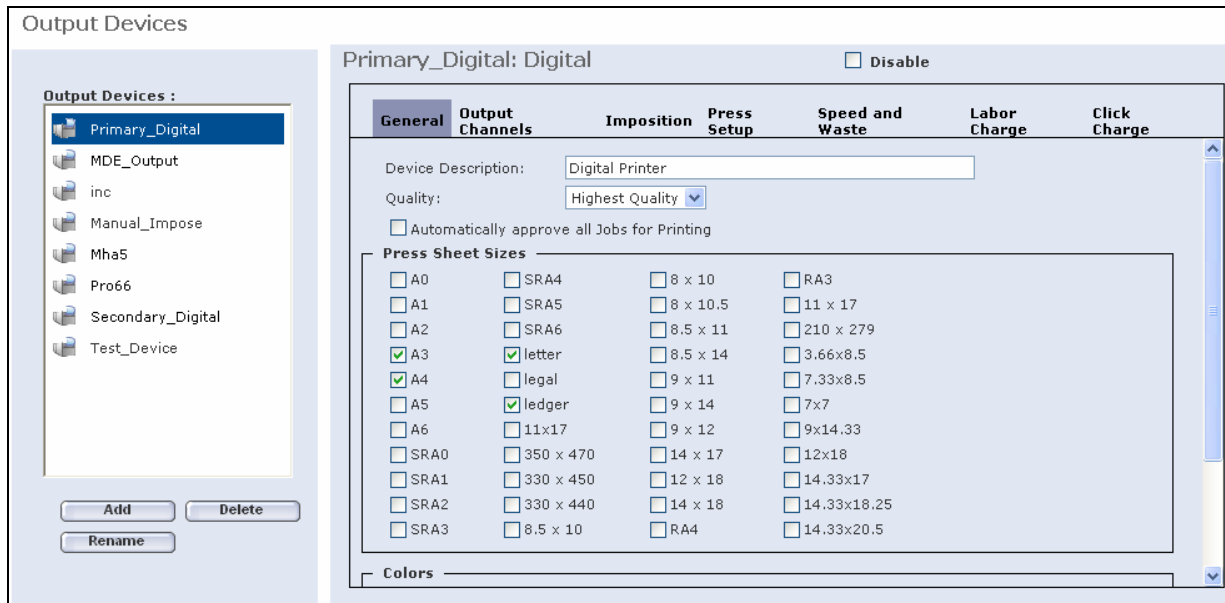 Output Devices
Output Devices :
Primary_Digital
MDE_Output
inc
Manual_Impose
Mha5
Pro66
Secondary_Digital
Test_Device
Add Delete
Rename
Primary_Digital: Digital Disable
General Output Channels Imposition Press Setup Speed and Waste Labor Charge Click Charge
Device Description: Digital Printer
Quality: Highest Quality
Automatically approve all Jobs for Printing
Press Sheet Sizes
A0 SRA4 8 x 10 RA3
A1 SRA5 8 x 10.5 11 x 17
A2 SRA6 8.5 x 11 210 x 279
A3 letter 8.5 x 14 3.66x8.5
A4 legal 9 x 11 7.33x8.5
A5 ledger 9 x 14 7x7
A6 11x17 9 x 12 9x14.33
SRA0 350 x 470 14 x 17 12x18
SRA1 330 x 450 12 x 18 14.33x17
SRA2 330 x 440 14 x 18 14.33x18.25
SRA3 8.5 x 10 RA4 14.33x20.5
Colors